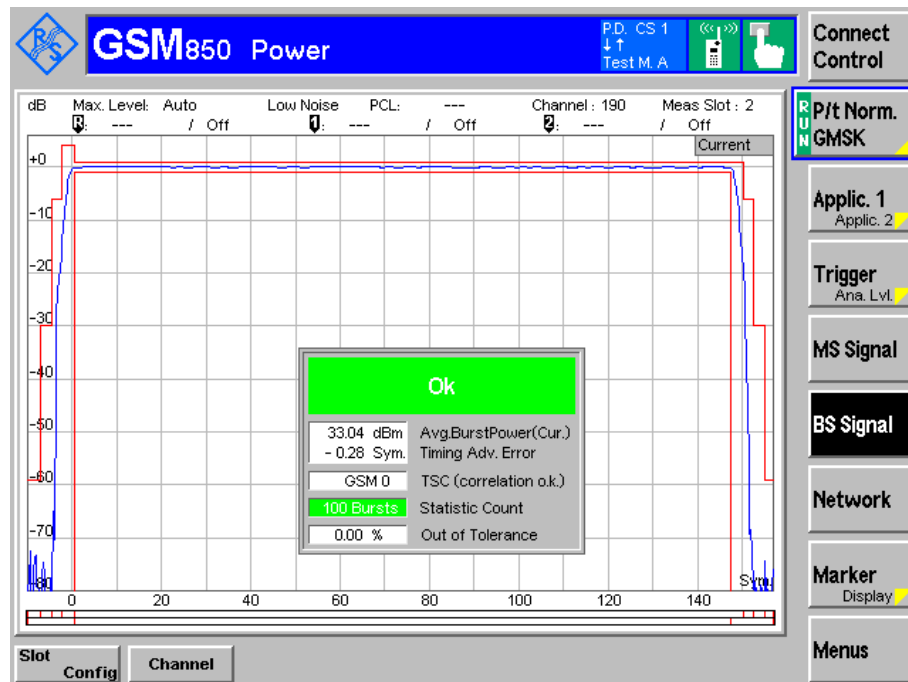 R S
GSM850 Power
P.D. CS 1
↓↑
Test M. A
Connect
Control
dB Max. Level: Auto Low Noise PCL: --- Channel : 190 Meas Slot : 2
R: --- / Off 1: --- / Off 2: --- / Off
Current
RUN
P/t Norm.
GMSK
Applic. 1
Applic. 2
Trigger
Ana. Lvl.
MS Signal
BS Signal
Network
Marker
Display
Menus
+0
-10
-20
-30
-40
-50
-60
-70
-80
Ok
33.04 dBm Avg.BurstPower(Cur.)
- 0.28 Sym. Timing Adv. Error
GSM 0 TSC (correlation o.k.)
100 Bursts Statistic Count
0.00 % Out of Tolerance
Sym.
0 20 40 60 80 100 120 140
Slot
Config
Channel